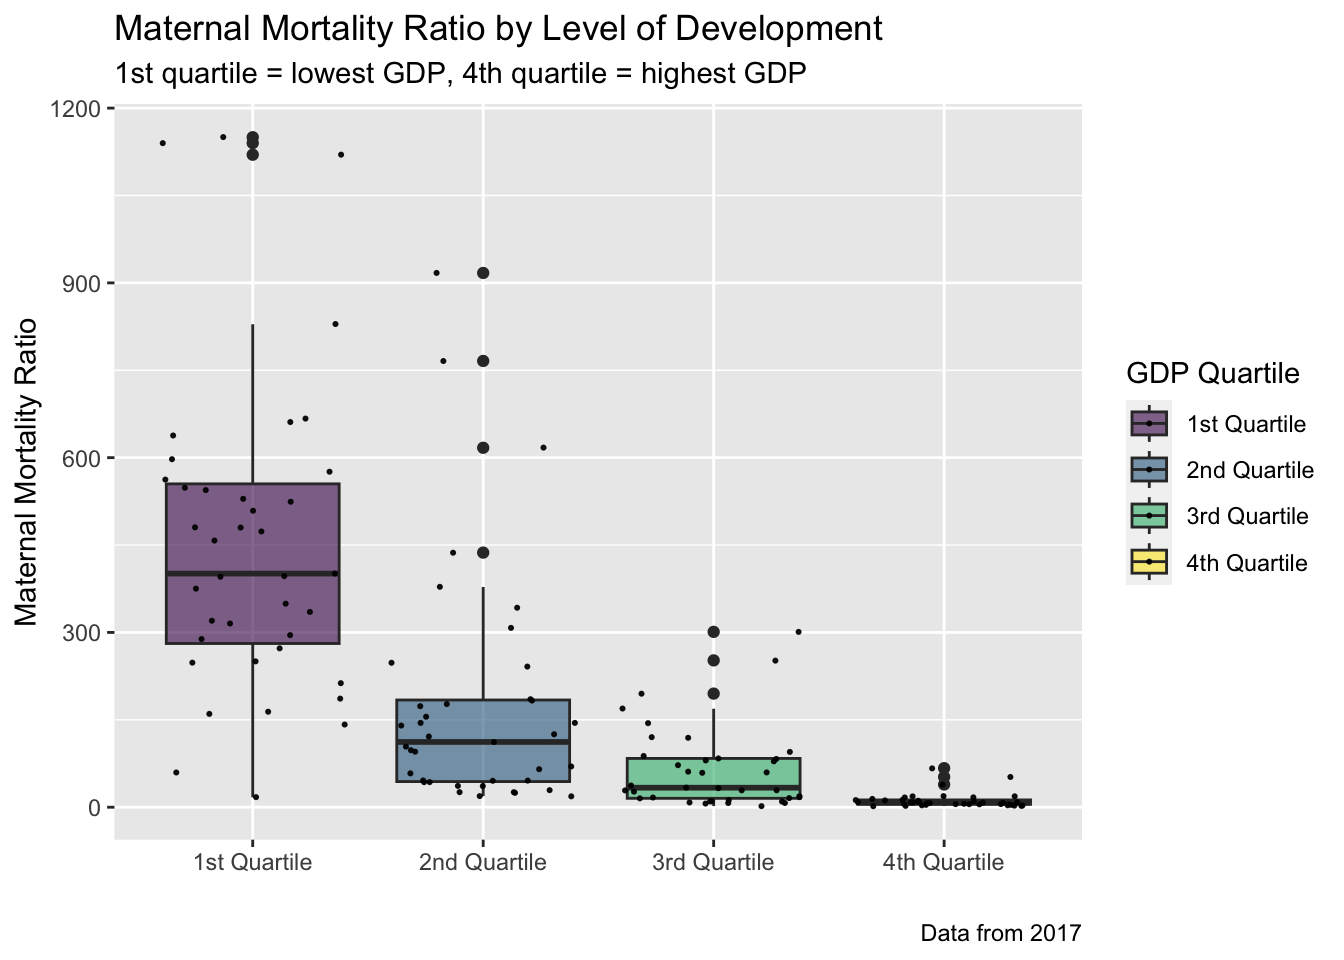 Maternal Mortality Ratio by Level of Development
1st quartile = lowest GDP, 4th quartile = highest GDP
Maternal Mortality Ratio
1200
900
600
300
0
1st Quartile
2nd Quartile
3rd Quartile
4th Quartile
GDP Quartile
1st Quartile
2nd Quartile
3rd Quartile
4th Quartile
Data from 2017